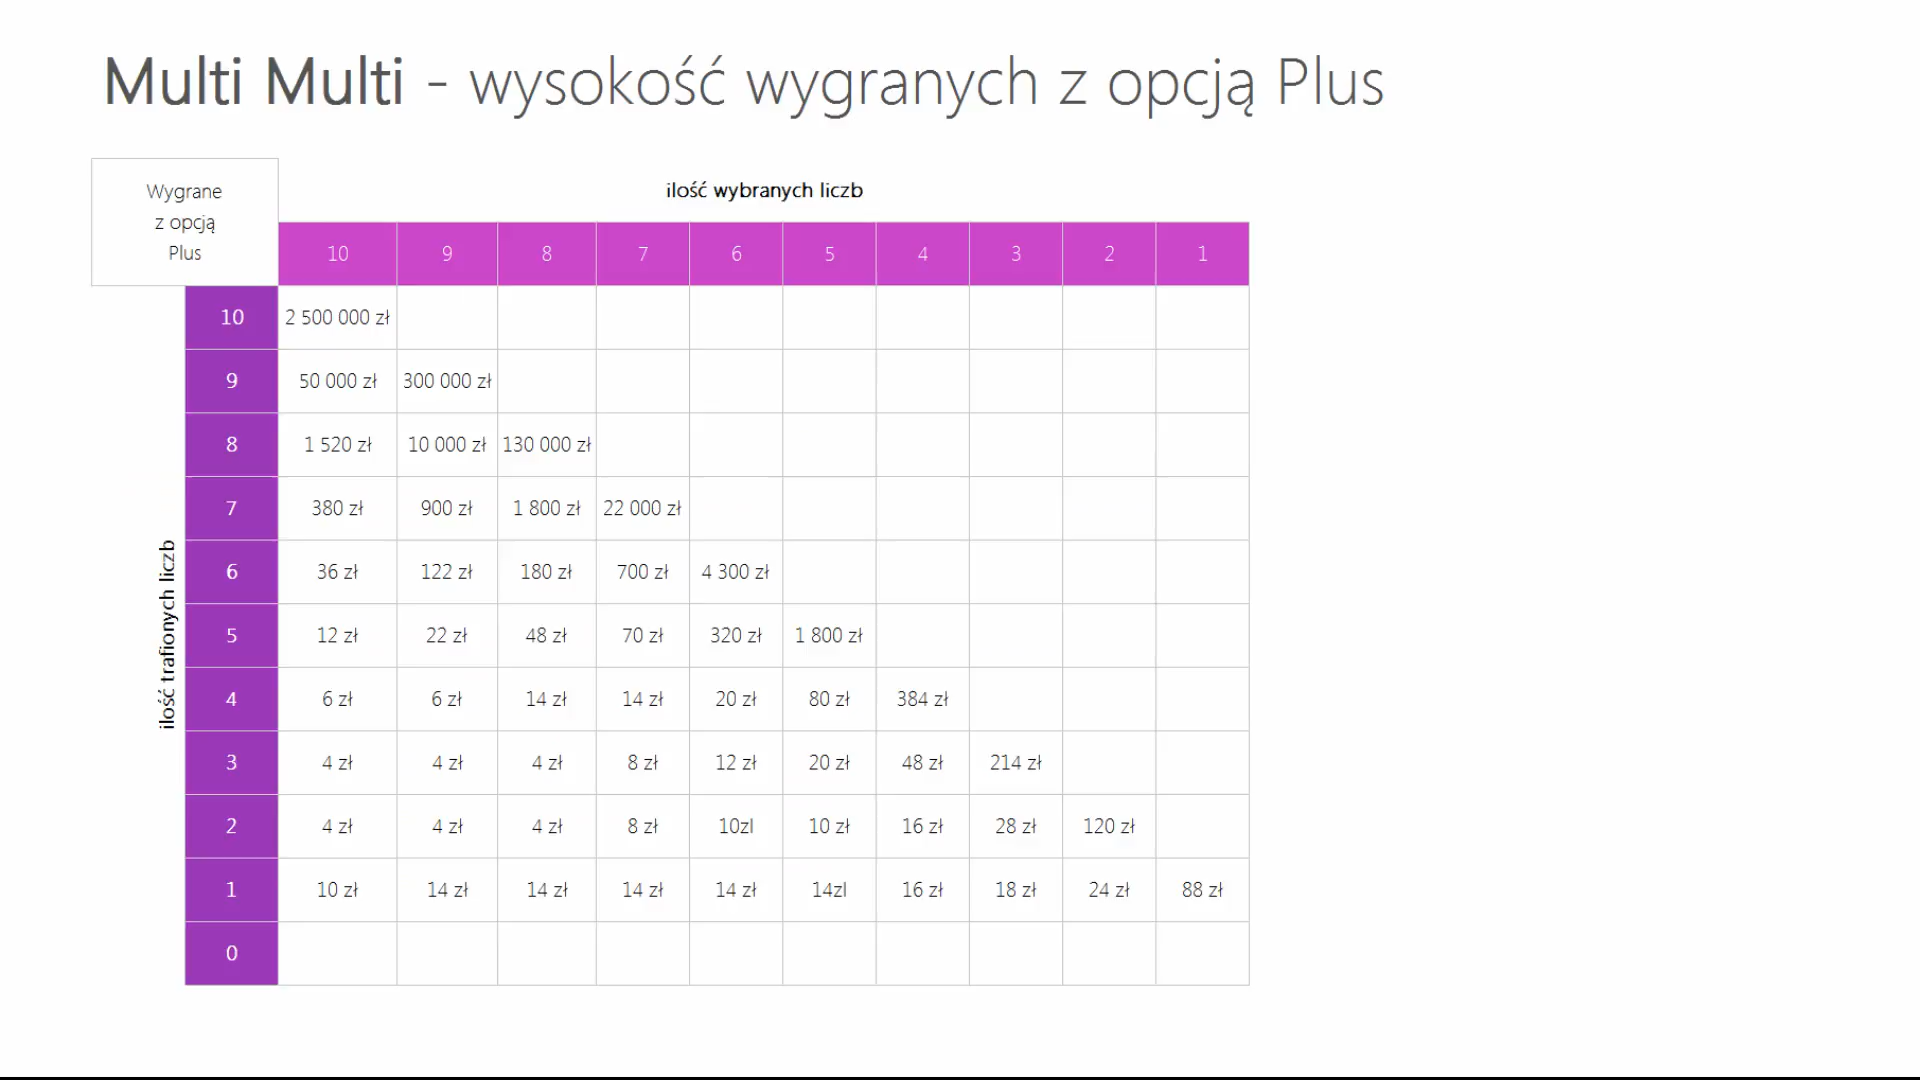 Multi Multi - wysokość wygranych z opcją Plus
Wygrane
z opcją
Plus
ilość wybranych liczb
10 9 8 7 6 5 4 3 2 1
ilość trafionych liczb
10 2 500 000 zł
9 50 000 zł 300 000 zł
8 1 520 zł 10 000 zł 130 000 zł
7 380 zł 900 zł 1 800 zł 22 000 zł
6 36 zł 122 zł 180 zł 700 zł 4 300 zł
5 12 zł 22 zł 48 zł 70 zł 320 zł 1 800 zł
4 6 zł 6 zł 14 zł 14 zł 20 zł 80 zł 384 zł
3 4 zł 4 zł 4 zł 8 zł 12 zł 20 zł 48 zł 214 zł
2 4 zł 4 zł 4 zł 8 zł 10zl 10 zł 16 zł 28 zł 120 zł
1 10 zł 14 zł 14 zł 14 zł 14 zł 14zl 16 zł 18 zł 24 zł 88 zł
0